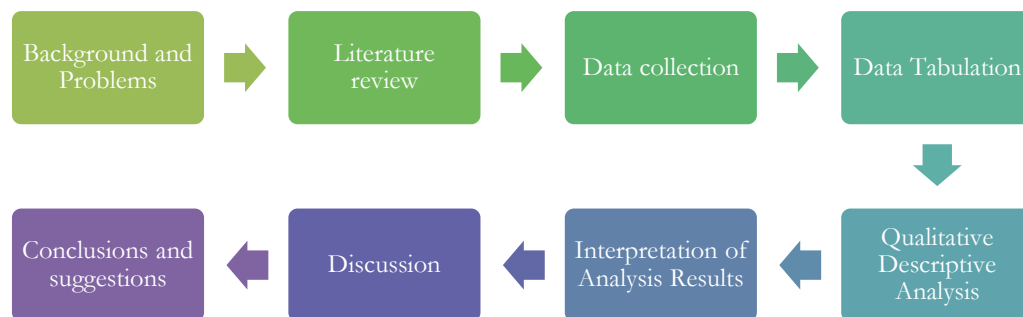 Background and
Problems
Literature
review
Data collection
Data Tabulation
Qualitative
Descriptive
Analysis
Interpretation of
Analysis Results
Discussion
Conclusions and
suggestions